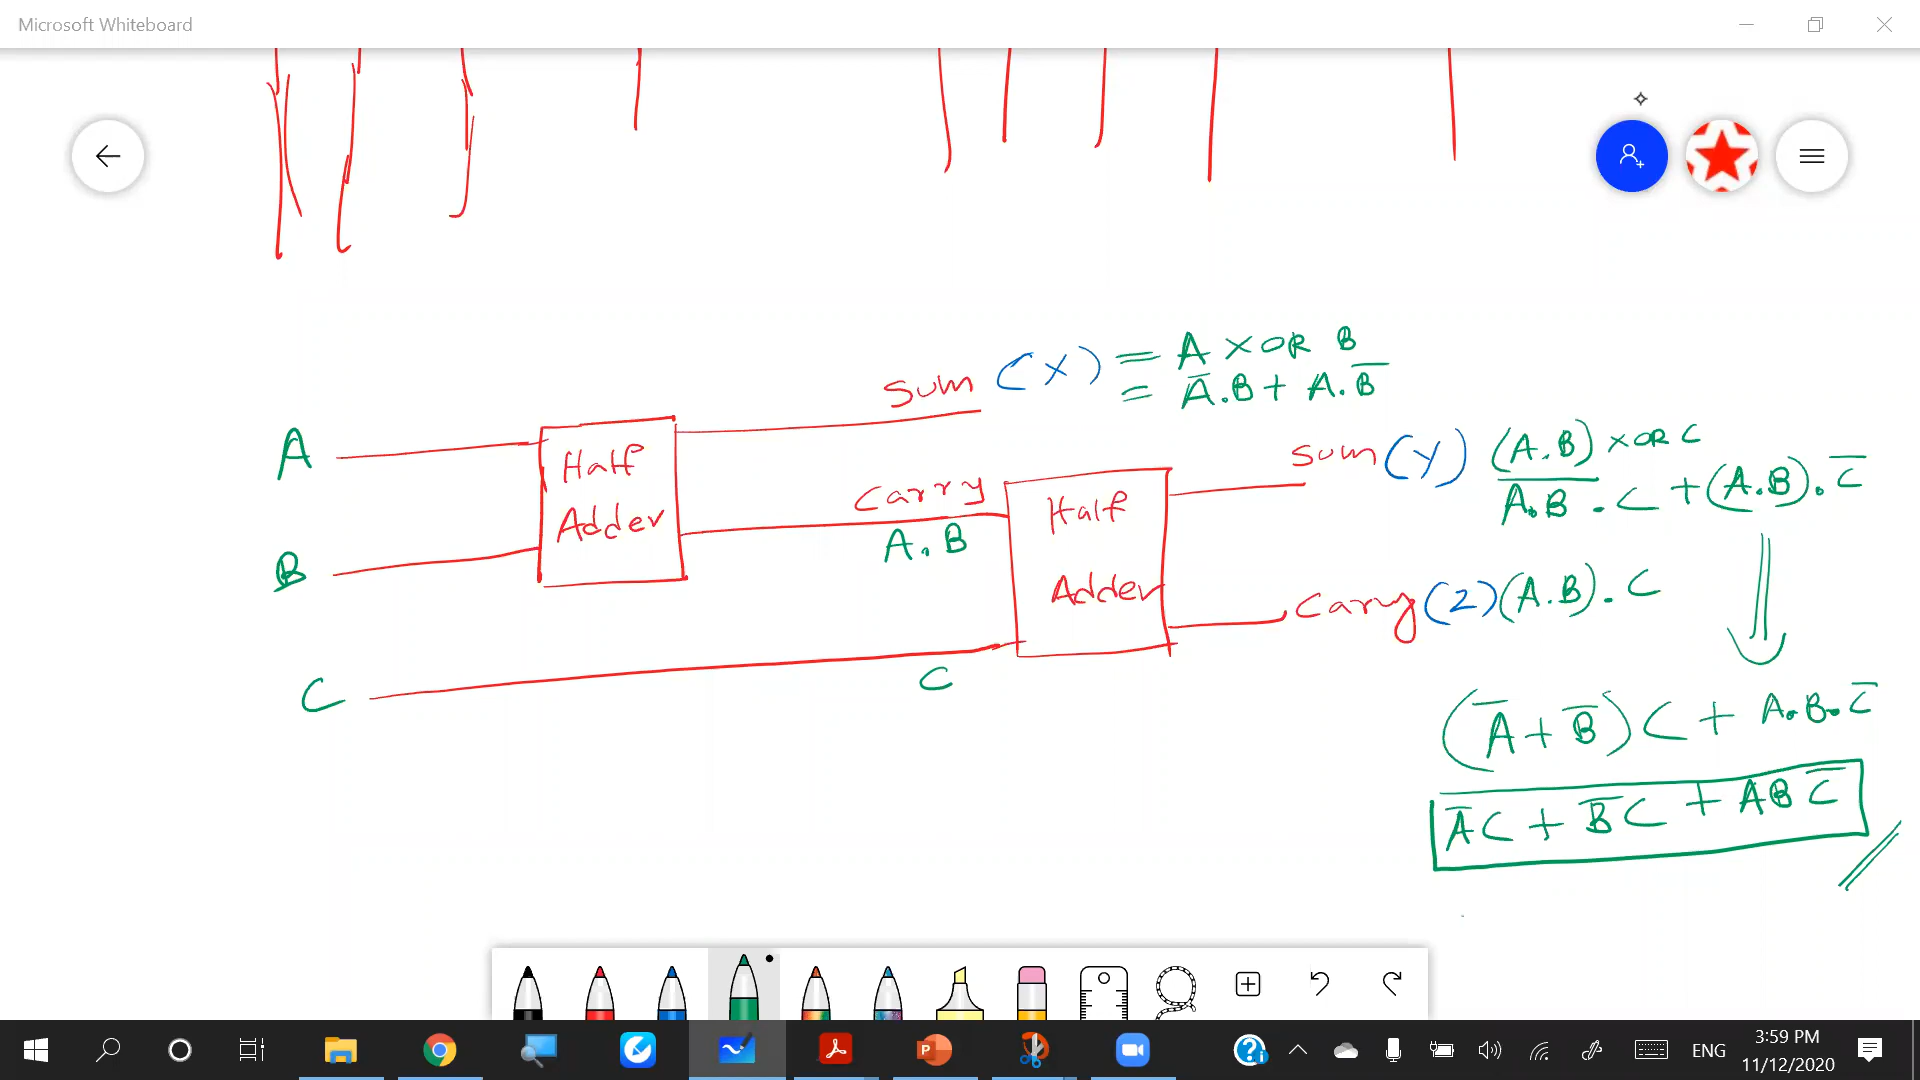 Microsoft Whiteboard
Sum (X) = A XOR B
= A̅.B + A.B̅
A
Half
Adder
Carry
A.B
B
C
C
Half
Adder
Sum (Y) (A.B) XOR C
A.B̅ ̅ ̅.C + (A.B).C̅
Carry (Z) (A.B).C
(A̅+B̅)C + A.B.C̅
A̅C + B̅C + ABC̅
ENG
3:59 PM
11/12/2020